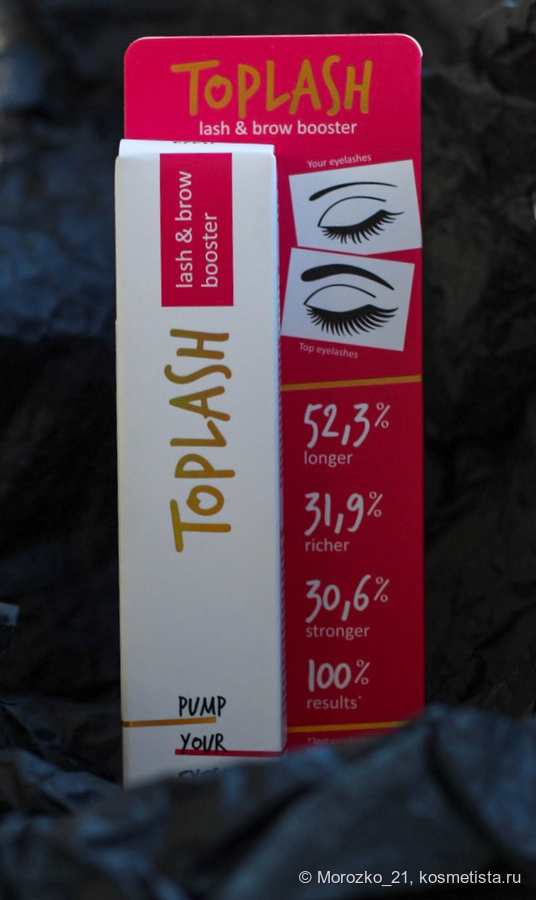 TOPLASH
lash & brow booster
Your eyelashes
Top eyelashes
52,3%
longer
31,9%
richer
30,6%
stronger
100%
results*
lash & brow
booster
TOPLASH
PUMP
YOUR
© Morozko_21, kosmetista.ru